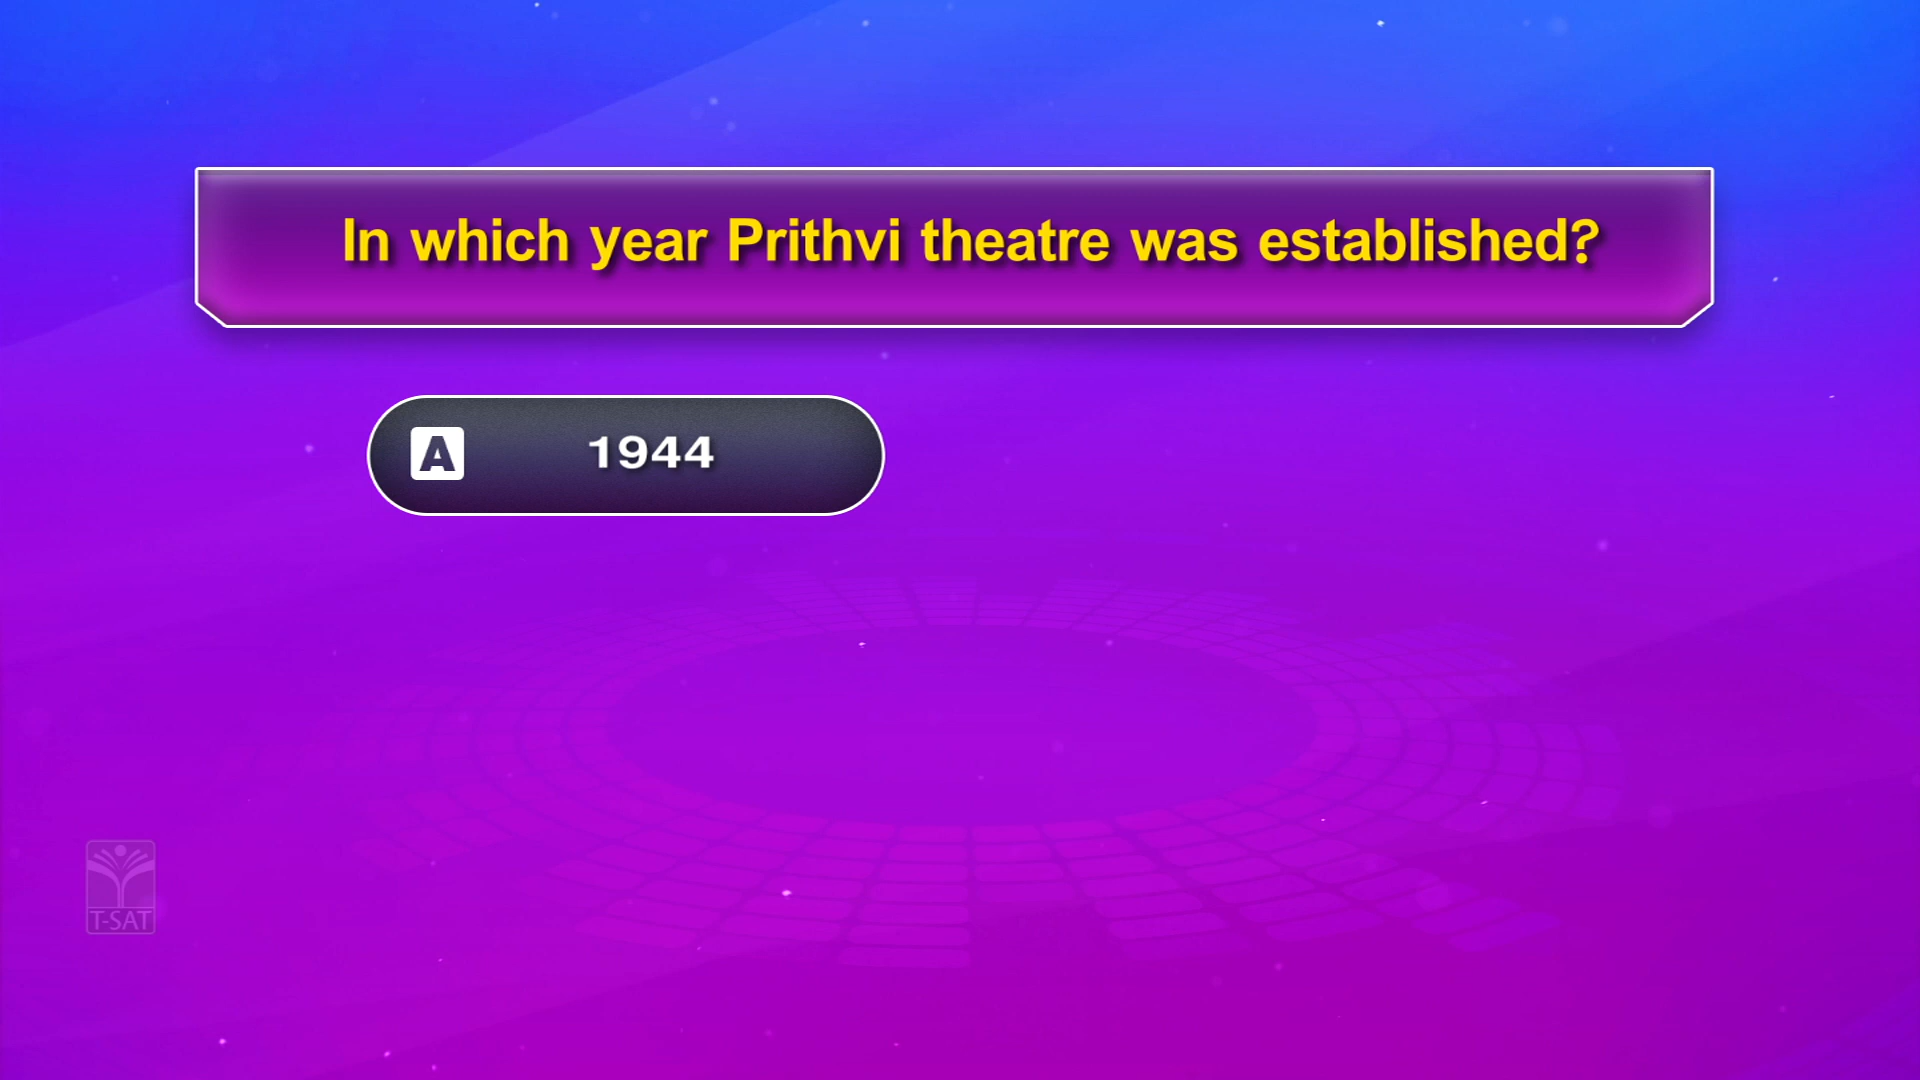 In which year Prithvi theatre was established?
A 1944
T-SAT